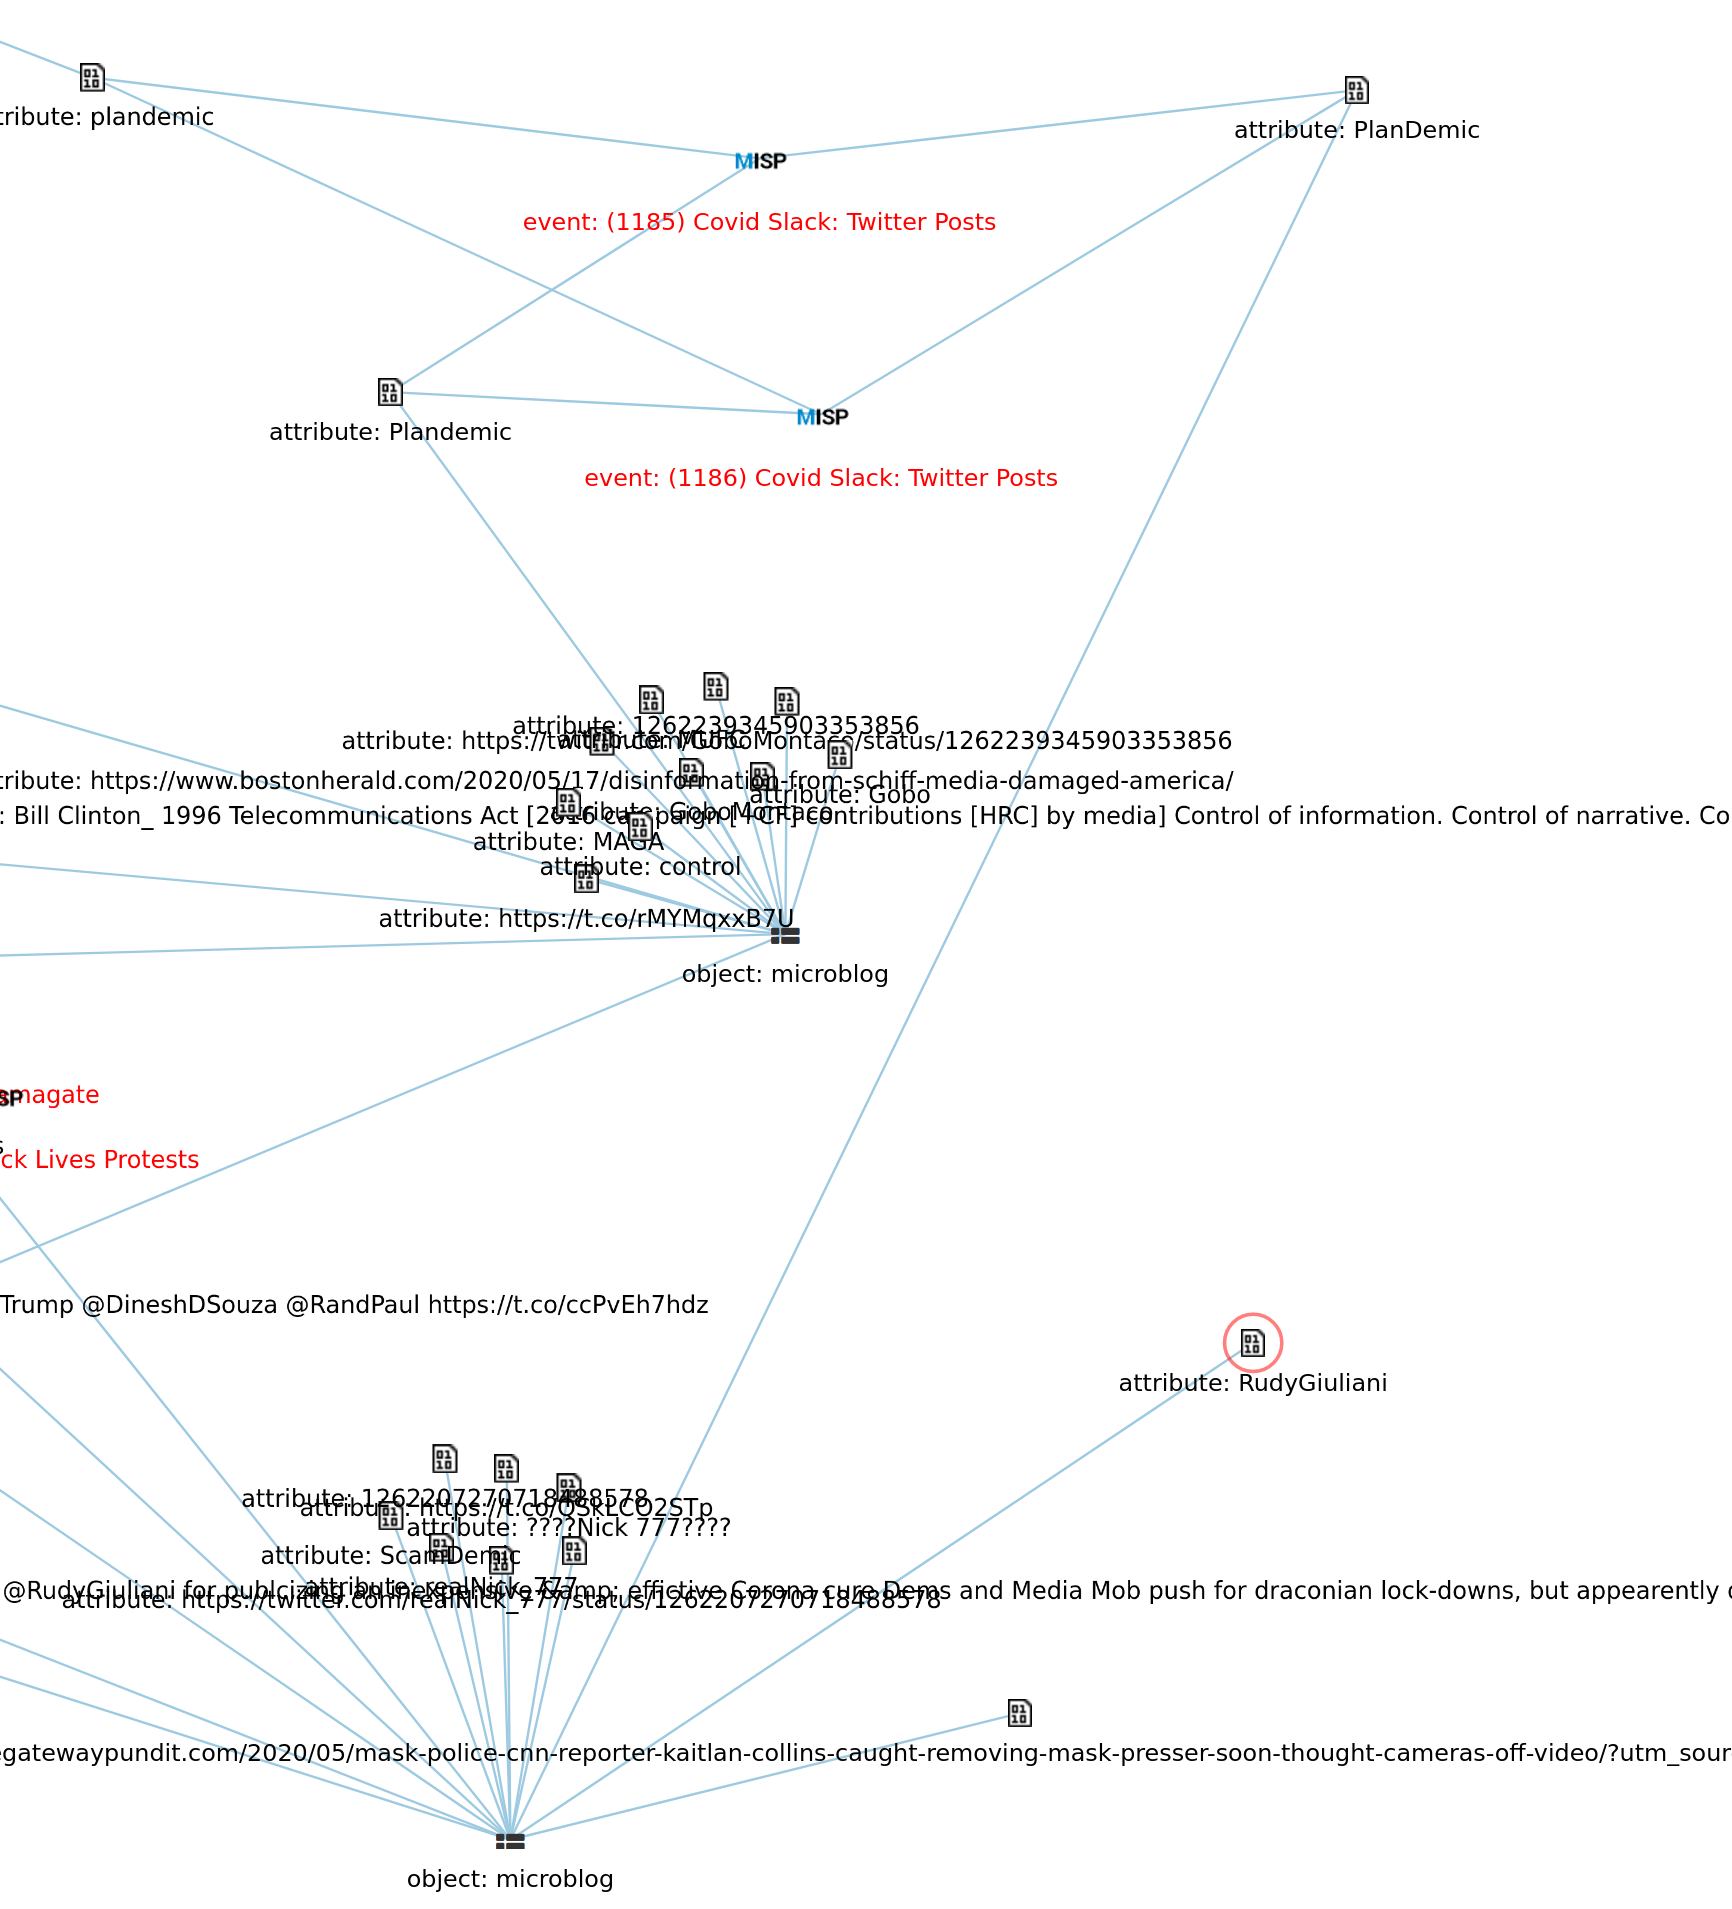 tribute: plandemic
attribute: PlanDemic
MISP
event: (1185) Covid Slack: Twitter Posts
attribute: Plandemic
MISP
event: (1186) Covid Slack: Twitter Posts
attribute: 1262239345903353856
attribute: MUFC
attribute: https://twitter.com/GoboMontaco/status/1262239345903353856
tribute: https://www.bostonherald.com/2020/05/17/disinformation-from-schiff-media-damaged-america/
attribute: Gobo
attribute: GoboMontaco
: Bill Clinton_ 1996 Telecommunications Act [2016 campaign [+CF] contributions [HRC] by media] Control of information. Control of narrative. Co
attribute: MAGA
attribute: control
attribute: https://t.co/rMYMqxxB7U
object: microblog
magate
SP
s
ck Lives Protests
Trump @DineshDSouza @RandPaul https://t.co/ccPvEh7hdz
attribute: RudyGiuliani
attribute: 1262207270718488578
attribute: https://t.co/QSkLCO2STp
attribute: ????Nick 777????
attribute: ScamDemic
attribute: realNick_777
@RudyGiuliani for publcizing an inexpensive &amp; effictive Corona cure Dems and Media Mob push for draconian lock-downs, but appearently
attribute: https://twitter.com/realNick_777/status/1262207270718488578
egatewaypundit.com/2020/05/mask-police-cnn-reporter-kaitlan-collins-caught-removing-mask-presser-soon-thought-cameras-off-video/?utm_sour
object: microblog